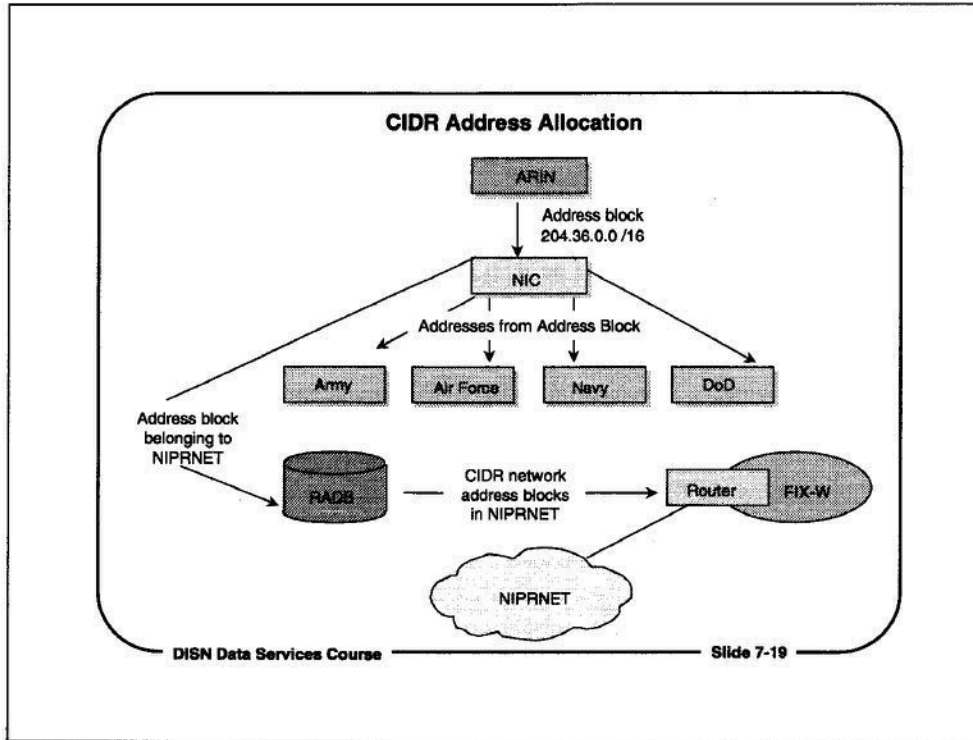 CIDR Address Allocation
ARIN
Address block
204.36.0.0 /16
NIC
Addresses from Address Block
Army
Air Force
Navy
DoD
Address block
belonging to
NIPRNET
RADB
CIDR network
address blocks
in NIPRNET
Router
FIX-W
NIPRNET
DISN Data Services Course
Slide 7-19